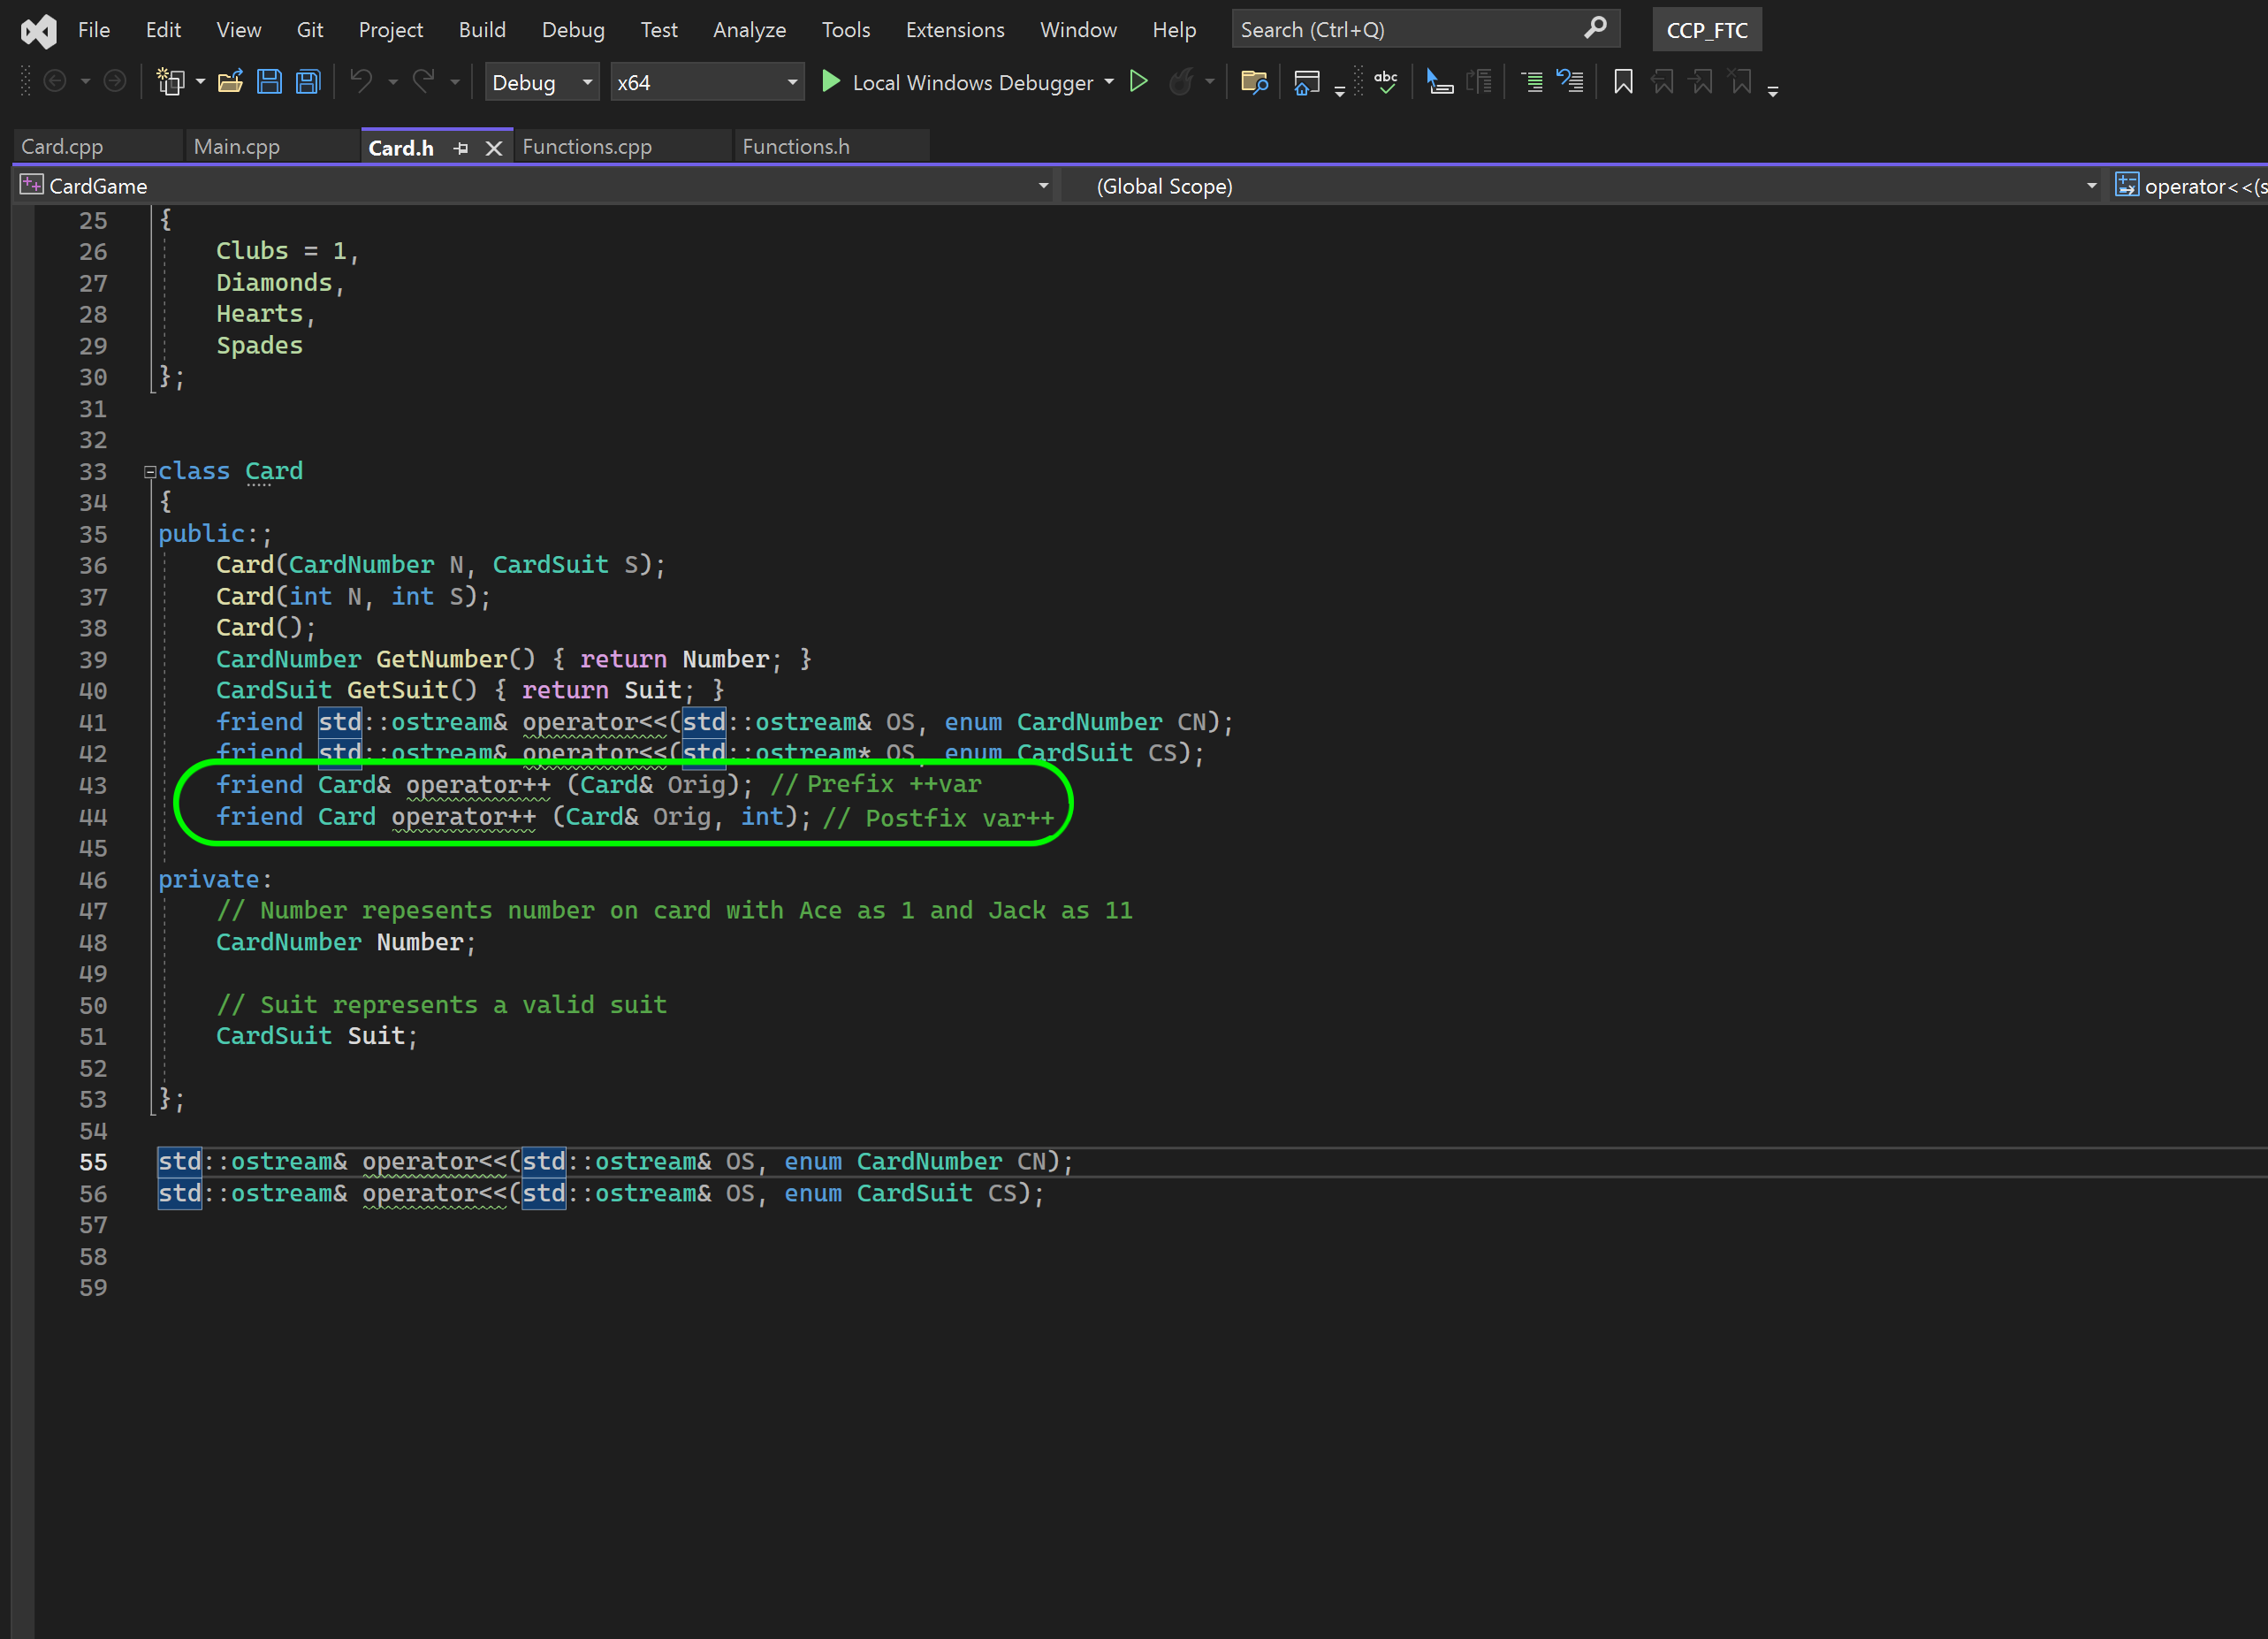 File Edit View Git Project Build Debug Test Analyze Tools Extensions Window Help Search (Ctrl+Q) CCP_FTC
Debug x64 Local Windows Debugger abc
Card.cpp Main.cpp Card.h Functions.cpp Functions.h
CardGame (Global Scope) operator<<(s
25 {
26 Clubs = 1,
27 Diamonds,
28 Hearts,
29 Spades
30 };
31
32
33 class Card
34 {
35 public:;
36 Card(CardNumber N, CardSuit S);
37 Card(int N, int S);
38 Card();
39 CardNumber GetNumber() { return Number; }
40 CardSuit GetSuit() { return Suit; }
41 friend std::ostream& operator<<(std::ostream& OS, enum CardNumber CN);
42 friend std::ostream& operator<<(std::ostream* OS, enum CardSuit CS);
43 friend Card& operator++ (Card& Orig); // Prefix ++var
44 friend Card operator++ (Card& Orig, int); // Postfix var++
45
46 private:
47 // Number repesents number on card with Ace as 1 and Jack as 11
48 CardNumber Number;
49
50 // Suit represents a valid suit
51 CardSuit Suit;
52
53 };
54
55 std::ostream& operator<<(std::ostream& OS, enum CardNumber CN);
56 std::ostream& operator<<(std::ostream& OS, enum CardSuit CS);
57
58
59